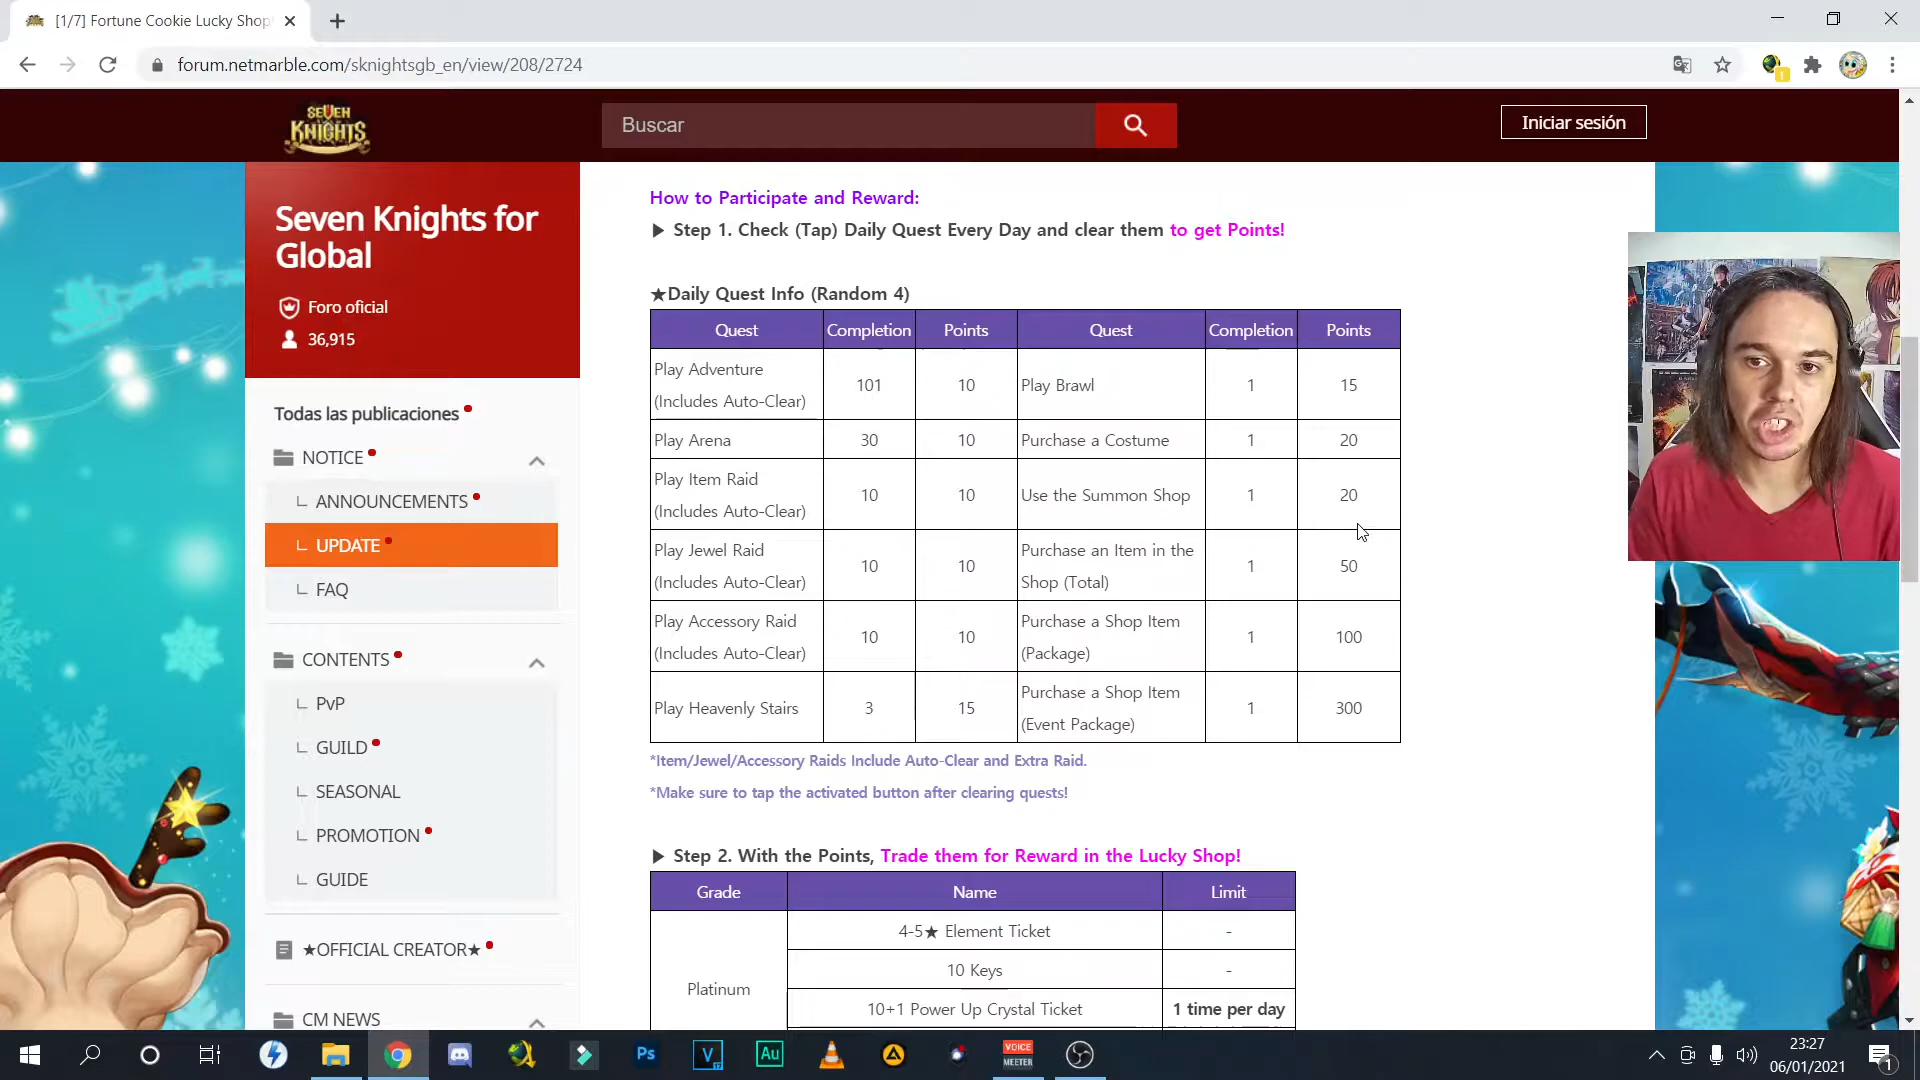 [1/7] Fortune Cookie Lucky Shop
forum.netmarble.com/sknightsgb_en/view/208/2724
SEVEN
KNIGHTS
Buscar
Iniciar sesión
Seven Knights for
Global
Foro oficial
36,915
Todas las publicaciones
NOTICE
ANNOUNCEMENTS
UPDATE
FAQ
CONTENTS
PvP
GUILD
SEASONAL
PROMOTION
GUIDE
★OFFICIAL CREATOR★
CM NEWS
How to Participate and Reward:
▶ Step 1. Check (Tap) Daily Quest Every Day and clear them to get Points!
★Daily Quest Info (Random 4)
Quest Completion Points Quest Completion Points
Play Adventure
(Includes Auto-Clear) 101 10 Play Brawl 1 15
Play Arena 30 10 Purchase a Costume 1 20
Play Item Raid
(Includes Auto-Clear) 10 10 Use the Summon Shop 1 20
Play Jewel Raid
(Includes Auto-Clear) 10 10 Purchase an Item in the
Shop (Total) 1 50
Play Accessory Raid
(Includes Auto-Clear) 10 10 Purchase a Shop Item
(Package) 1 100
Play Heavenly Stairs 3 15 Purchase a Shop Item
(Event Package) 1 300
*Item/Jewel/Accessory Raids Include Auto-Clear and Extra Raid.
*Make sure to tap the activated button after clearing quests!
▶ Step 2. With the Points, Trade them for Reward in the Lucky Shop!
Grade Name Limit
Platinum
4-5★ Element Ticket -
10 Keys -
10+1 Power Up Crystal Ticket 1 time per day
Ps
V
17
Au
VOICE
MEETER
23:27
06/01/2021
1